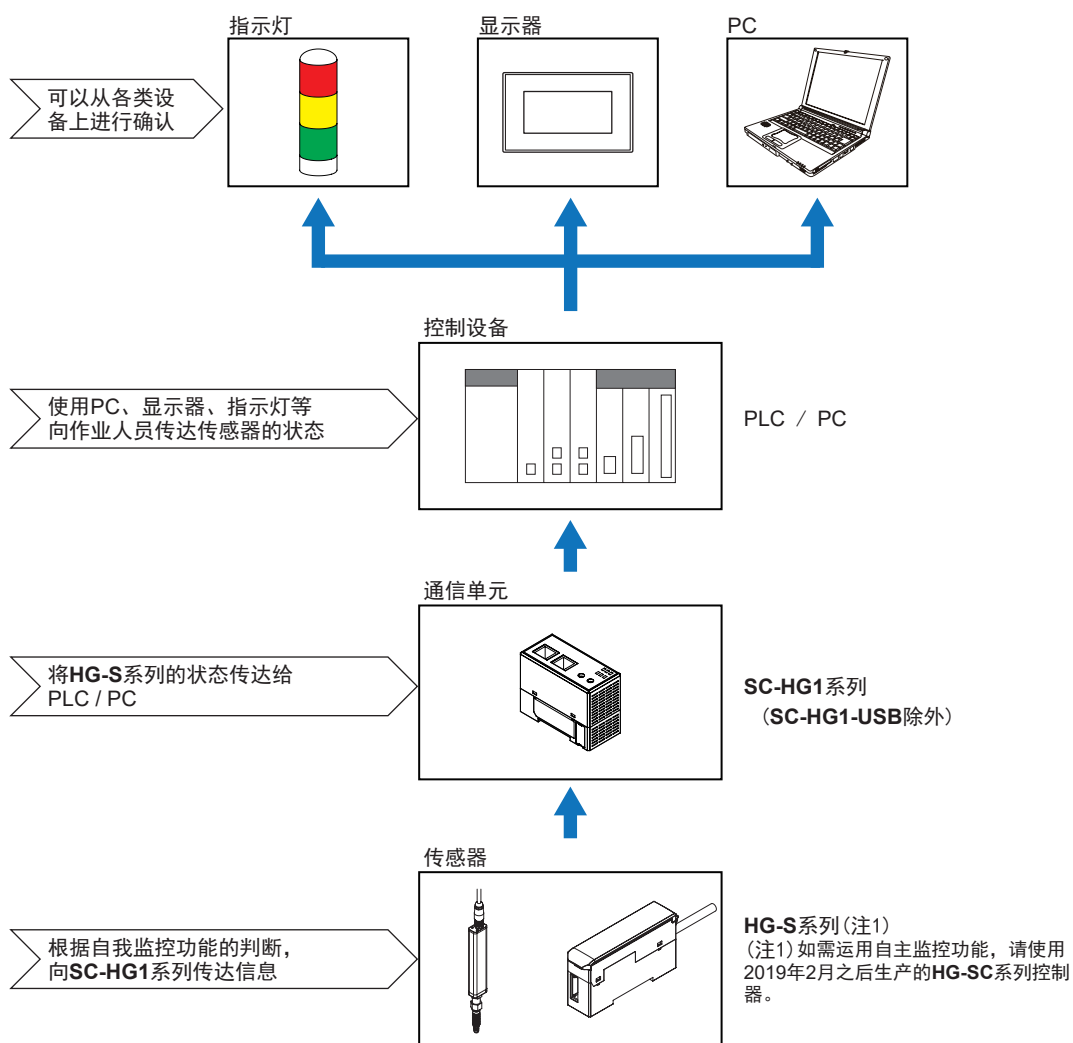 指示灯
显示器
PC
可以从各类设
备上进行确认
控制设备
使用PC、显示器、指示灯等
向作业人员传达传感器的状态
PLC / PC
通信单元
将HG-S系列的状态传达给
PLC / PC
SC-HG1系列
（SC-HG1-USB除外）
传感器
根据自我监控功能的判断，
向SC-HG1系列传达信息
HG-S系列(注1)
(注1)如需运用自主监控功能，请使用
2019年2月之后生产的HG-SC系列控制
器。